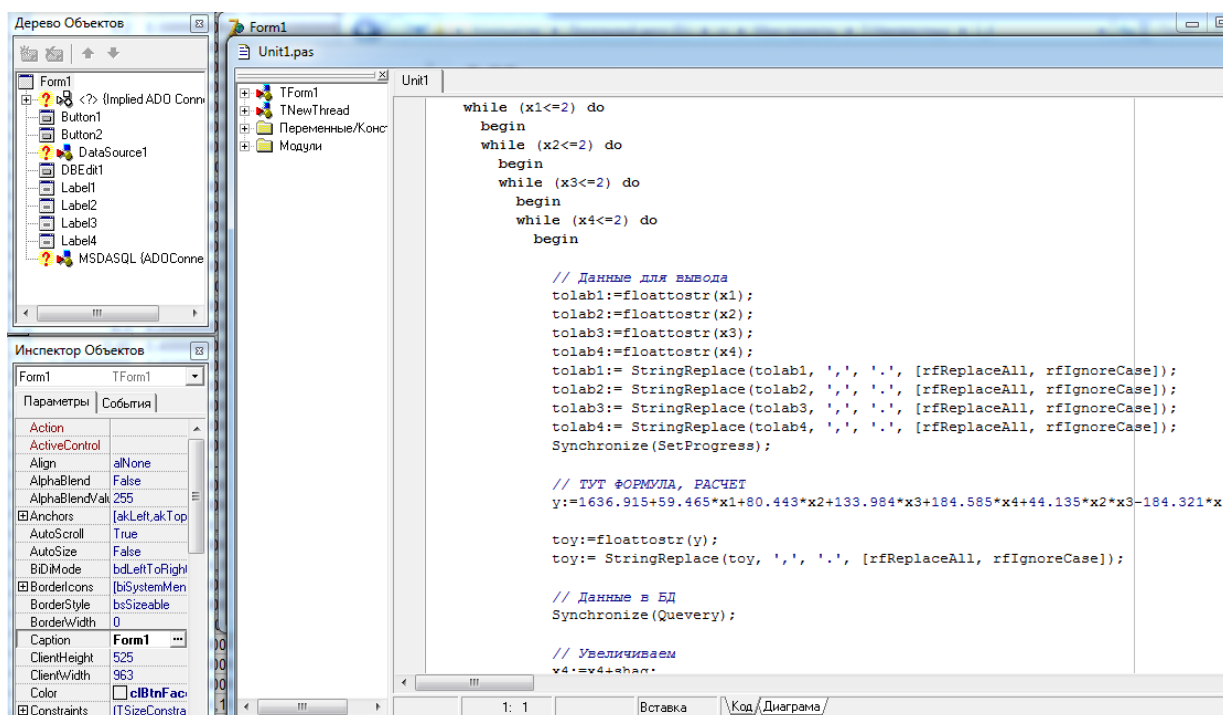 Дерево Объектов
Form1
<?> {Implied ADO Conn
Button1
Button2
DataSource1
DBEdit1
Label1
Label2
Label3
Label4
MSDASQL {ADOConne
Инспектор Объектов
Form1 TForm1
Параметры События
Action
ActiveControl
Align alNone
AlphaBlend False
AlphaBlendValu 255
Anchors [akLeft,akTop
AutoScroll True
AutoSize False
BiDiMode bdLeftToRight
BorderIcons [biSystemMen
BorderStyle bsSizeable
BorderWidth 0
Caption Form1
ClientHeight 525
ClientWidth 963
Color clBtnFac
Constraints (TSizeConstra
Form1
Unit1.pas
TForm1
TNewThread
Переменные/Конс
Модули
Unit1
while (x1<=2) do
begin
while (x2<=2) do
begin
while (x3<=2) do
begin
while (x4<=2) do
begin
// Данные для вывода
tolab1:=floattostr(x1);
tolab2:=floattostr(x2);
tolab3:=floattostr(x3);
tolab4:=floattostr(x4);
tolab1:= StringReplace(tolab1, ',', '.', [rfReplaceAll, rfIgnoreCase]);
tolab2:= StringReplace(tolab2, ',', '.', [rfReplaceAll, rfIgnoreCase]);
tolab3:= StringReplace(tolab3, ',', '.', [rfReplaceAll, rfIgnoreCase]);
tolab4:= StringReplace(tolab4, ',', '.', [rfReplaceAll, rfIgnoreCase]);
Synchronize(SetProgress);
// ТУТ ФОРМУЛА, РАСЧЕТ
y:=1636.915+59.465*x1+80.443*x2+133.984*x3+184.585*x4+44.135*x2*x3-184.321*x
toy:=floattostr(y);
toy:= StringReplace(toy, ',', '.', [rfReplaceAll, rfIgnoreCase]);
// Данные в БД
Synchronize(Quevery);
// Увеличиваем
x4:=x4+shag;
1: 1 Вставка Код Диаграма